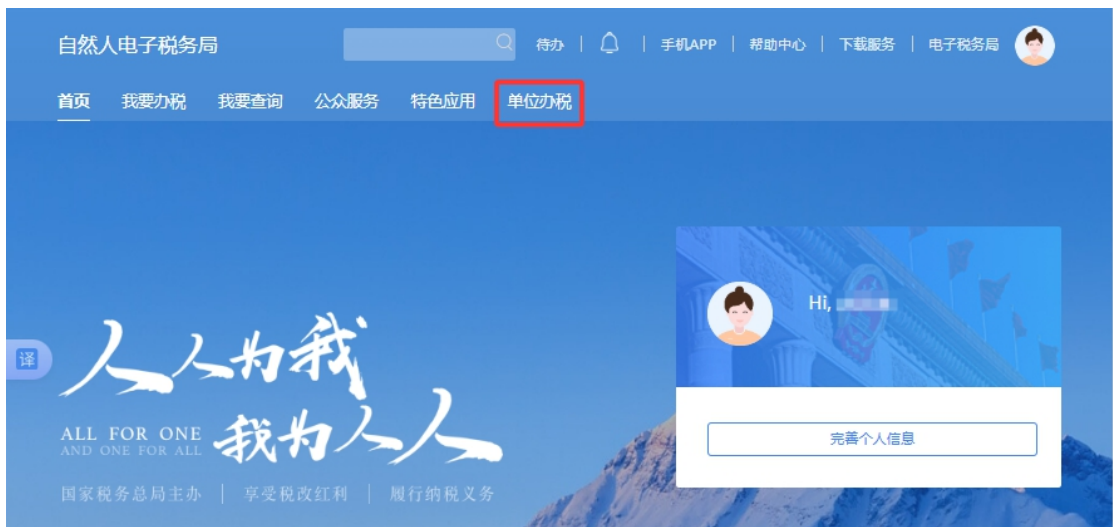 自然人电子税务局 待办 手机APP 帮助中心 下载服务 电子税务局
首页 我要办税 我要查询 公众服务 特色应用 单位办税
Hi,
译
人人为我
ALL FOR ONE
AND ONE FOR ALL
我为人人
完善个人信息
国家税务总局主办 享受税改红利 履行纳税义务